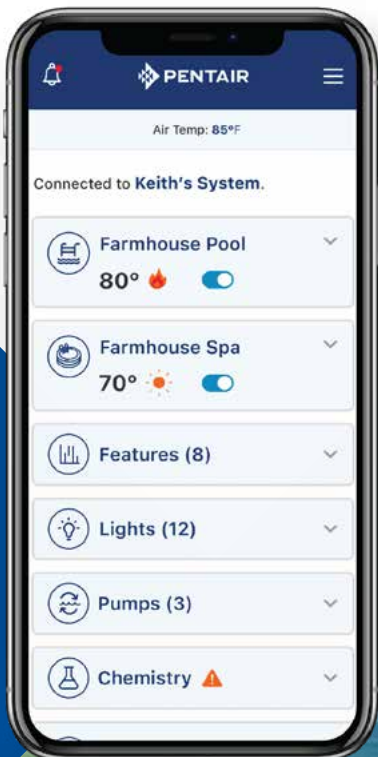 PENTAIR
Air Temp: 85°F
Connected to Keith's System.
Farmhouse Pool
80°
Farmhouse Spa
70°
Features (8)
Lights (12)
Pumps (3)
Chemistry